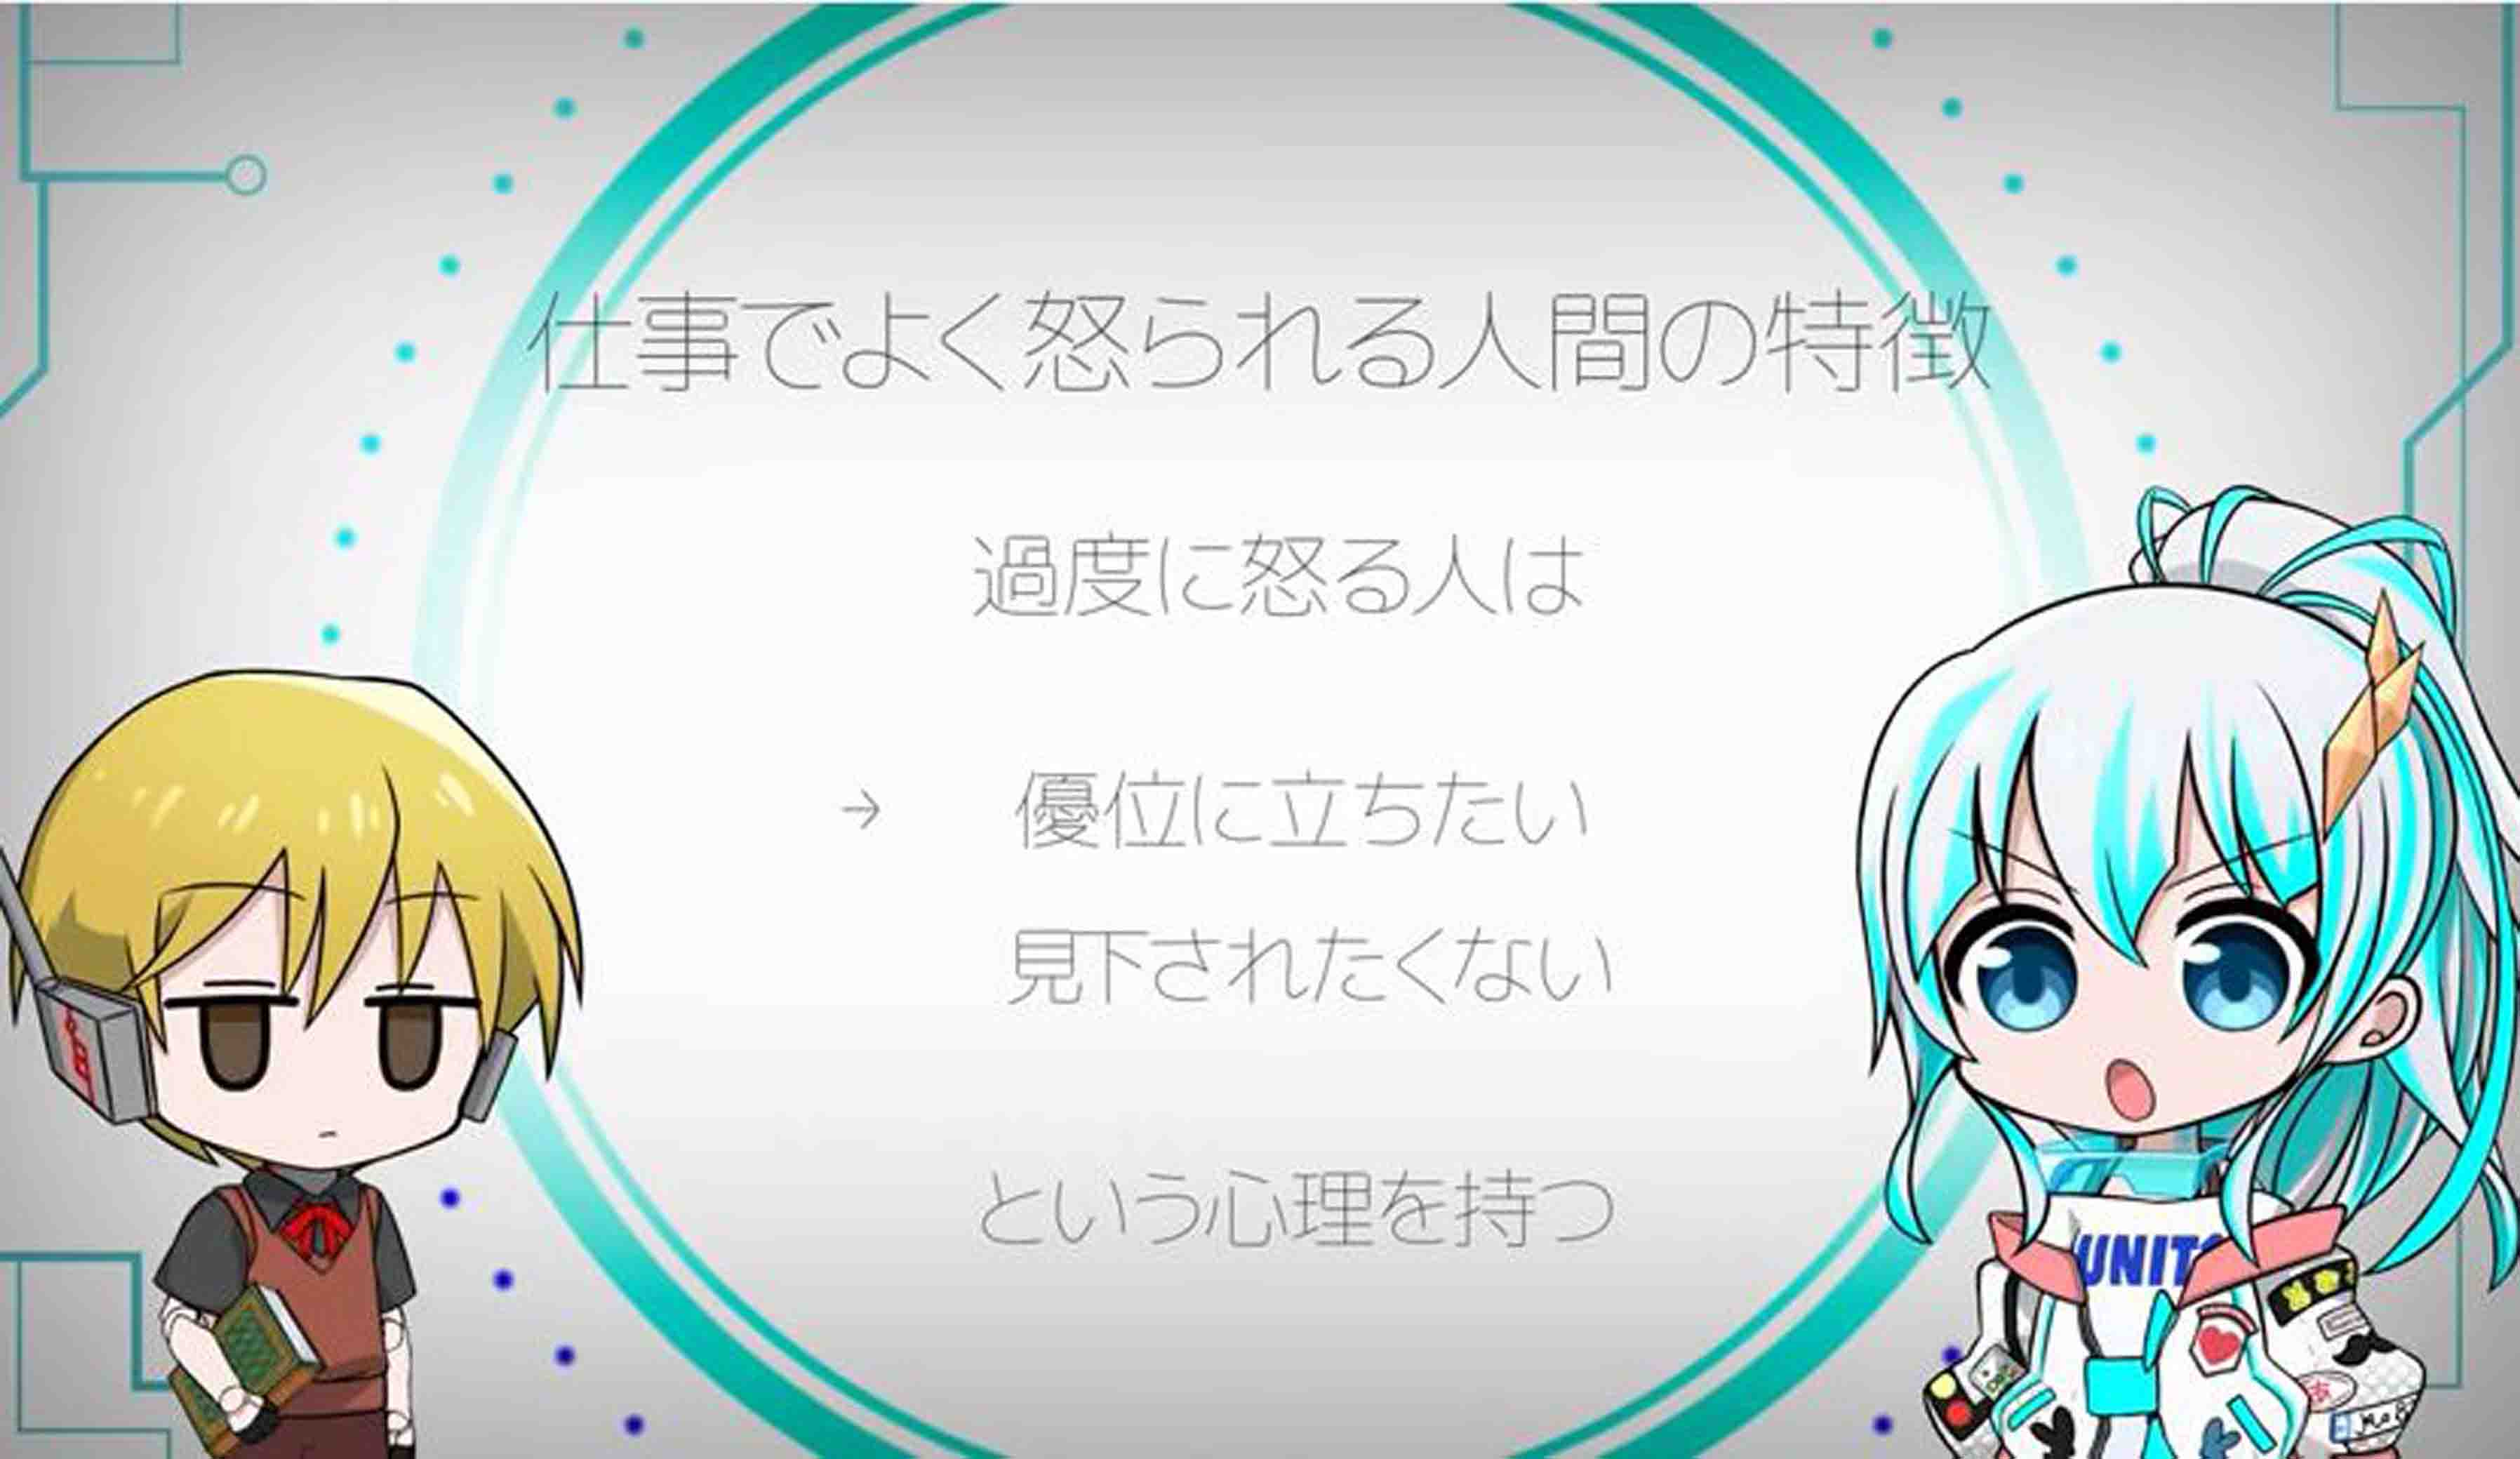 仕事でよく怒られる人間の特徴
過度に怒る人は
→ 優位に立ちたい
見下されたくない
という心理を持つ
UNIT